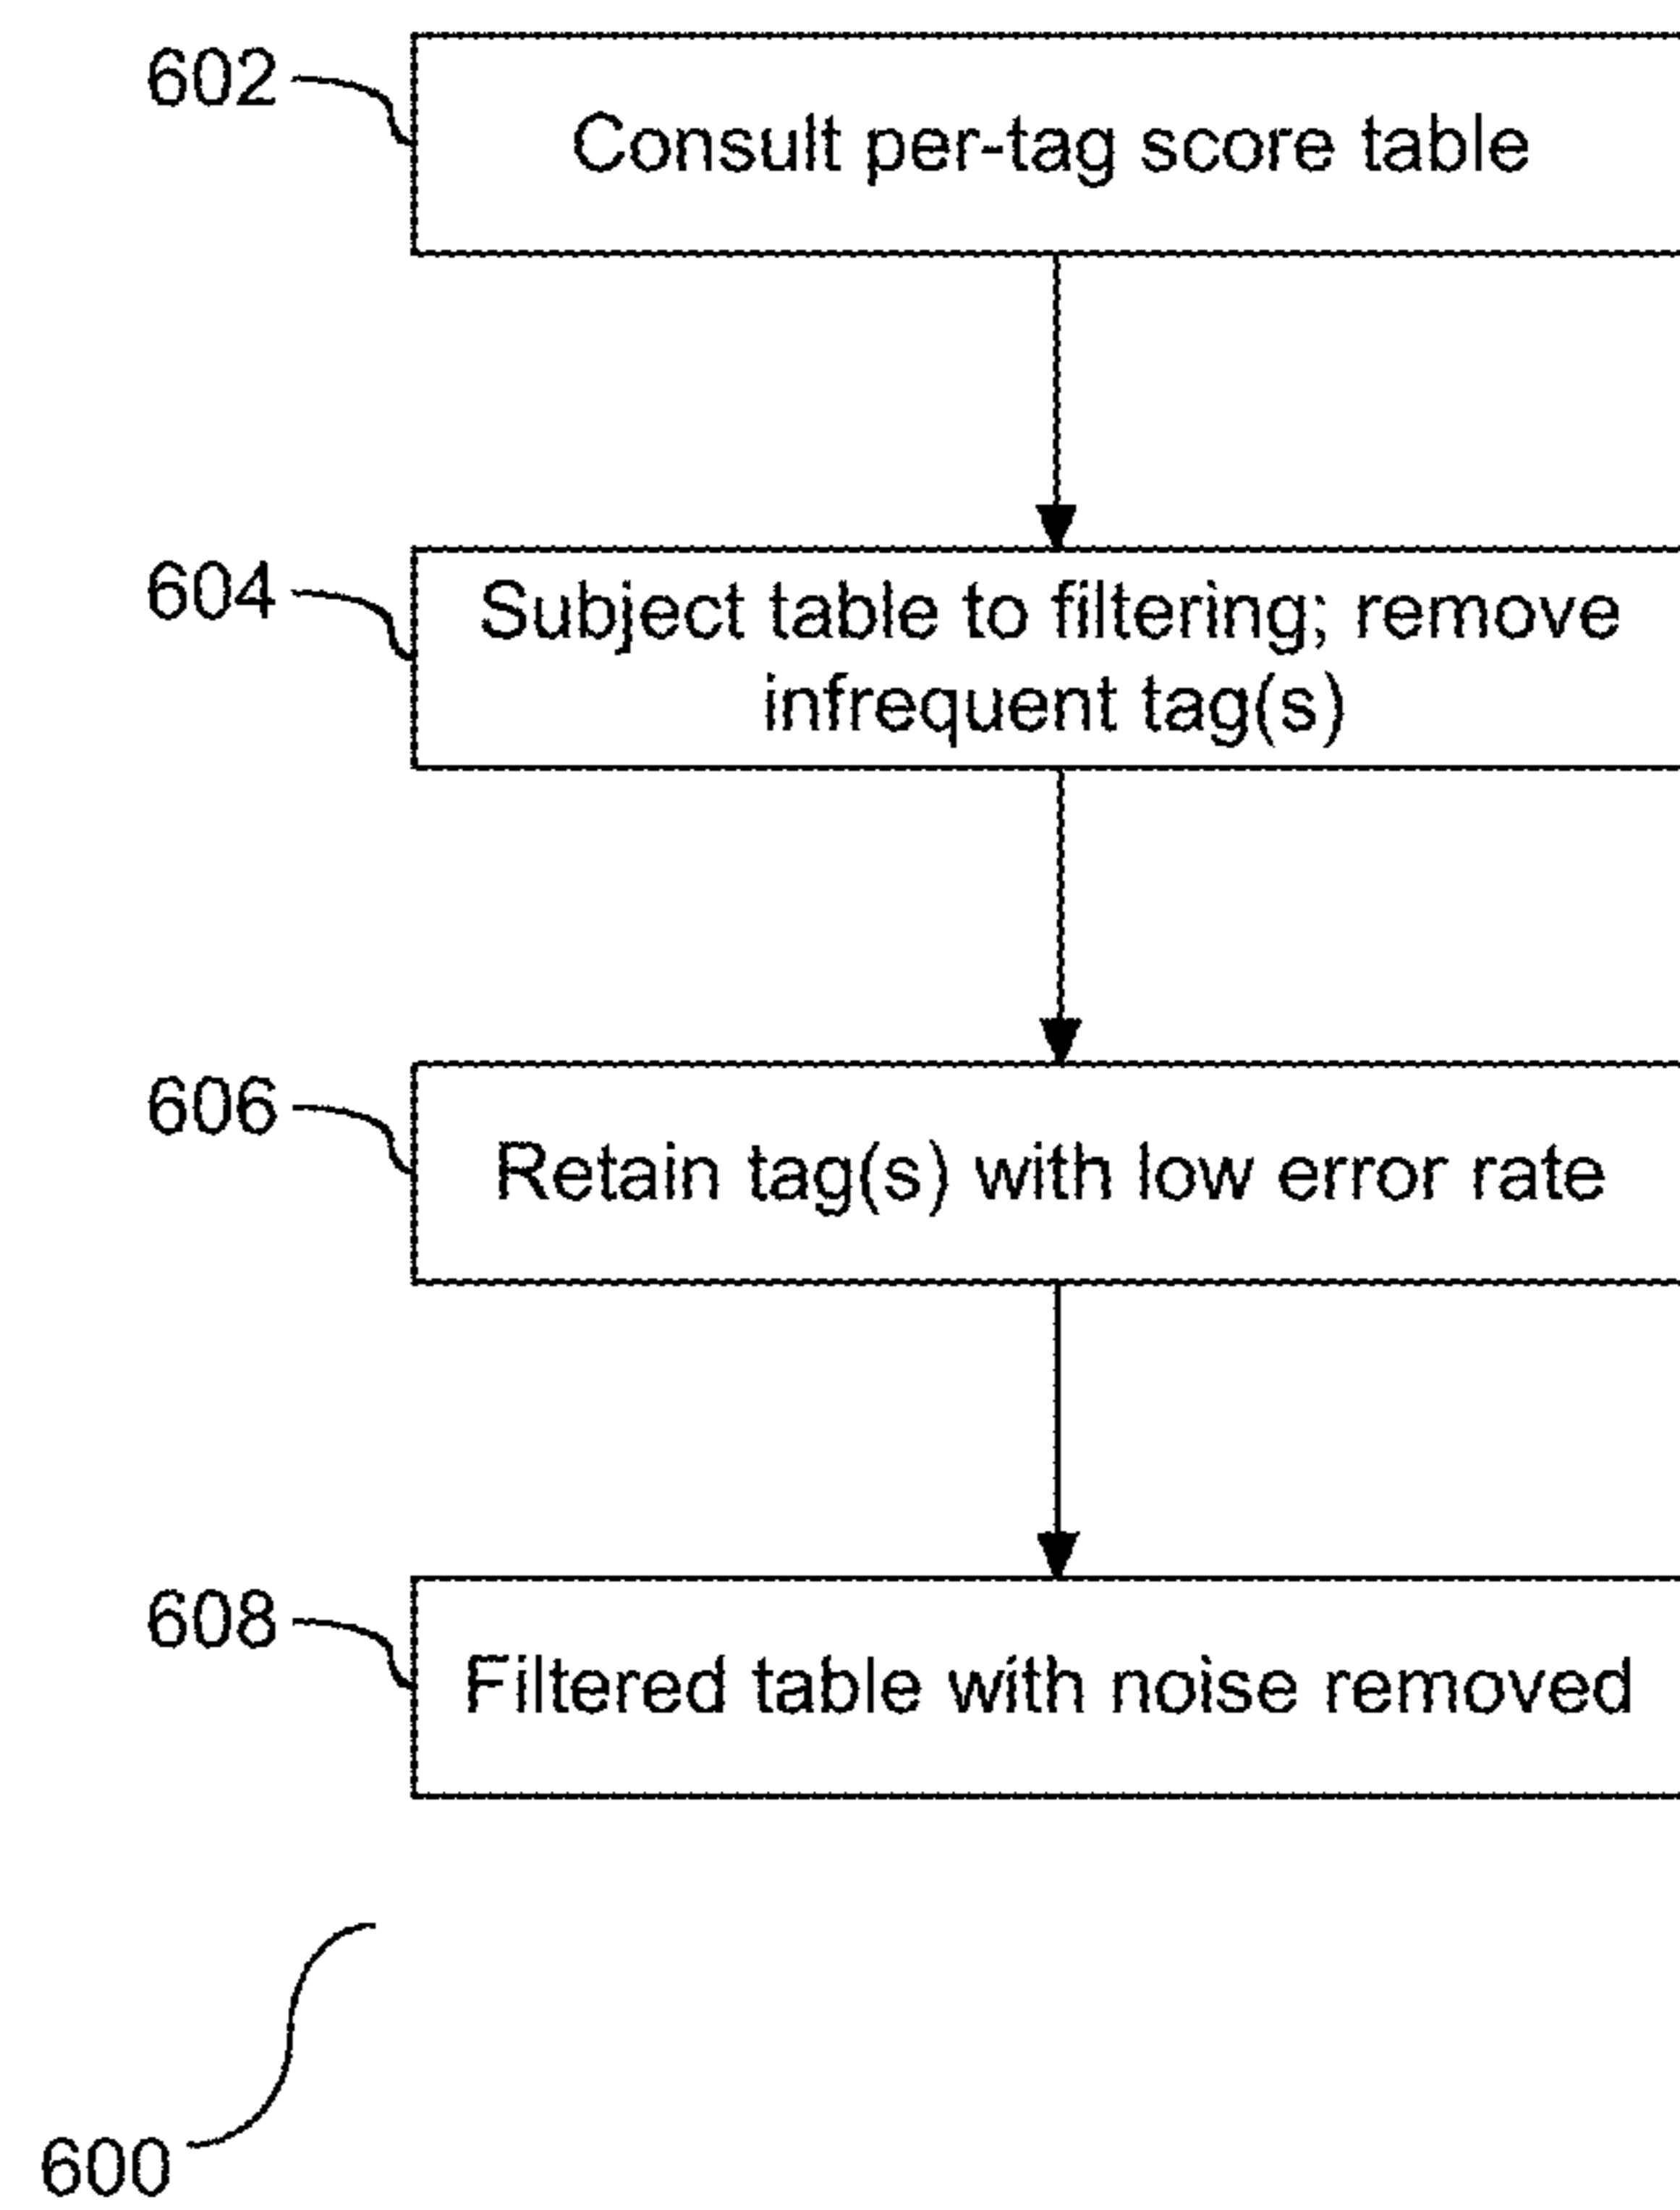 602
Consult per-tag score table
604
Subject table to filtering; remove
infrequent tag(s)
606
Retain tag(s) with low error rate
608
Filtered table with noise removed
600